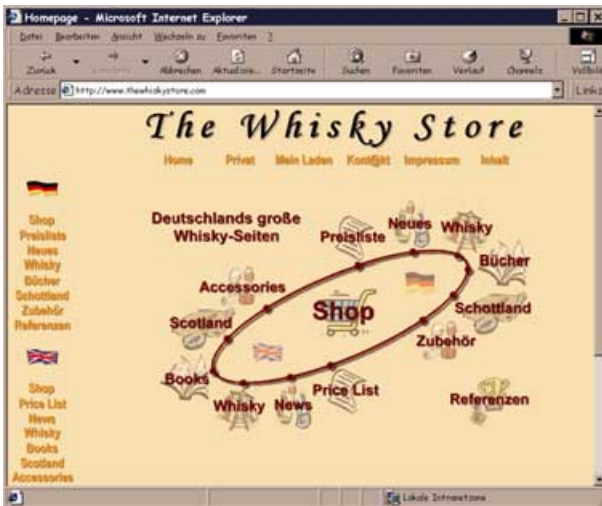 Homepage - Microsoft Internet Explorer
Datei Bearbeiten Ansicht Wechseln zu Favoriten ?
Zurück Abbrechen Aktualisie... Startseite Suchen Favoriten Verlauf Channels Vollbild
Adresse http://www.thewhiskystore.com Links
The Whisky Store
Home Privat Mein Laden Kont@kt Impressum Inhalt
Shop
Preisliste
Neues
Whisky
Bücher
Schottland
Zubehör
Referenzen
Shop
Price List
News
Whisky
Books
Scotland
Accessories
Deutschlands große
Whisky-Seiten
Preisliste
Neues
Whisky
Bücher
Accessories
Shop
Schottland
Scotland
Zubehör
Books
Whisky
News
Price List
Referenzen
Lokale Intranetzone